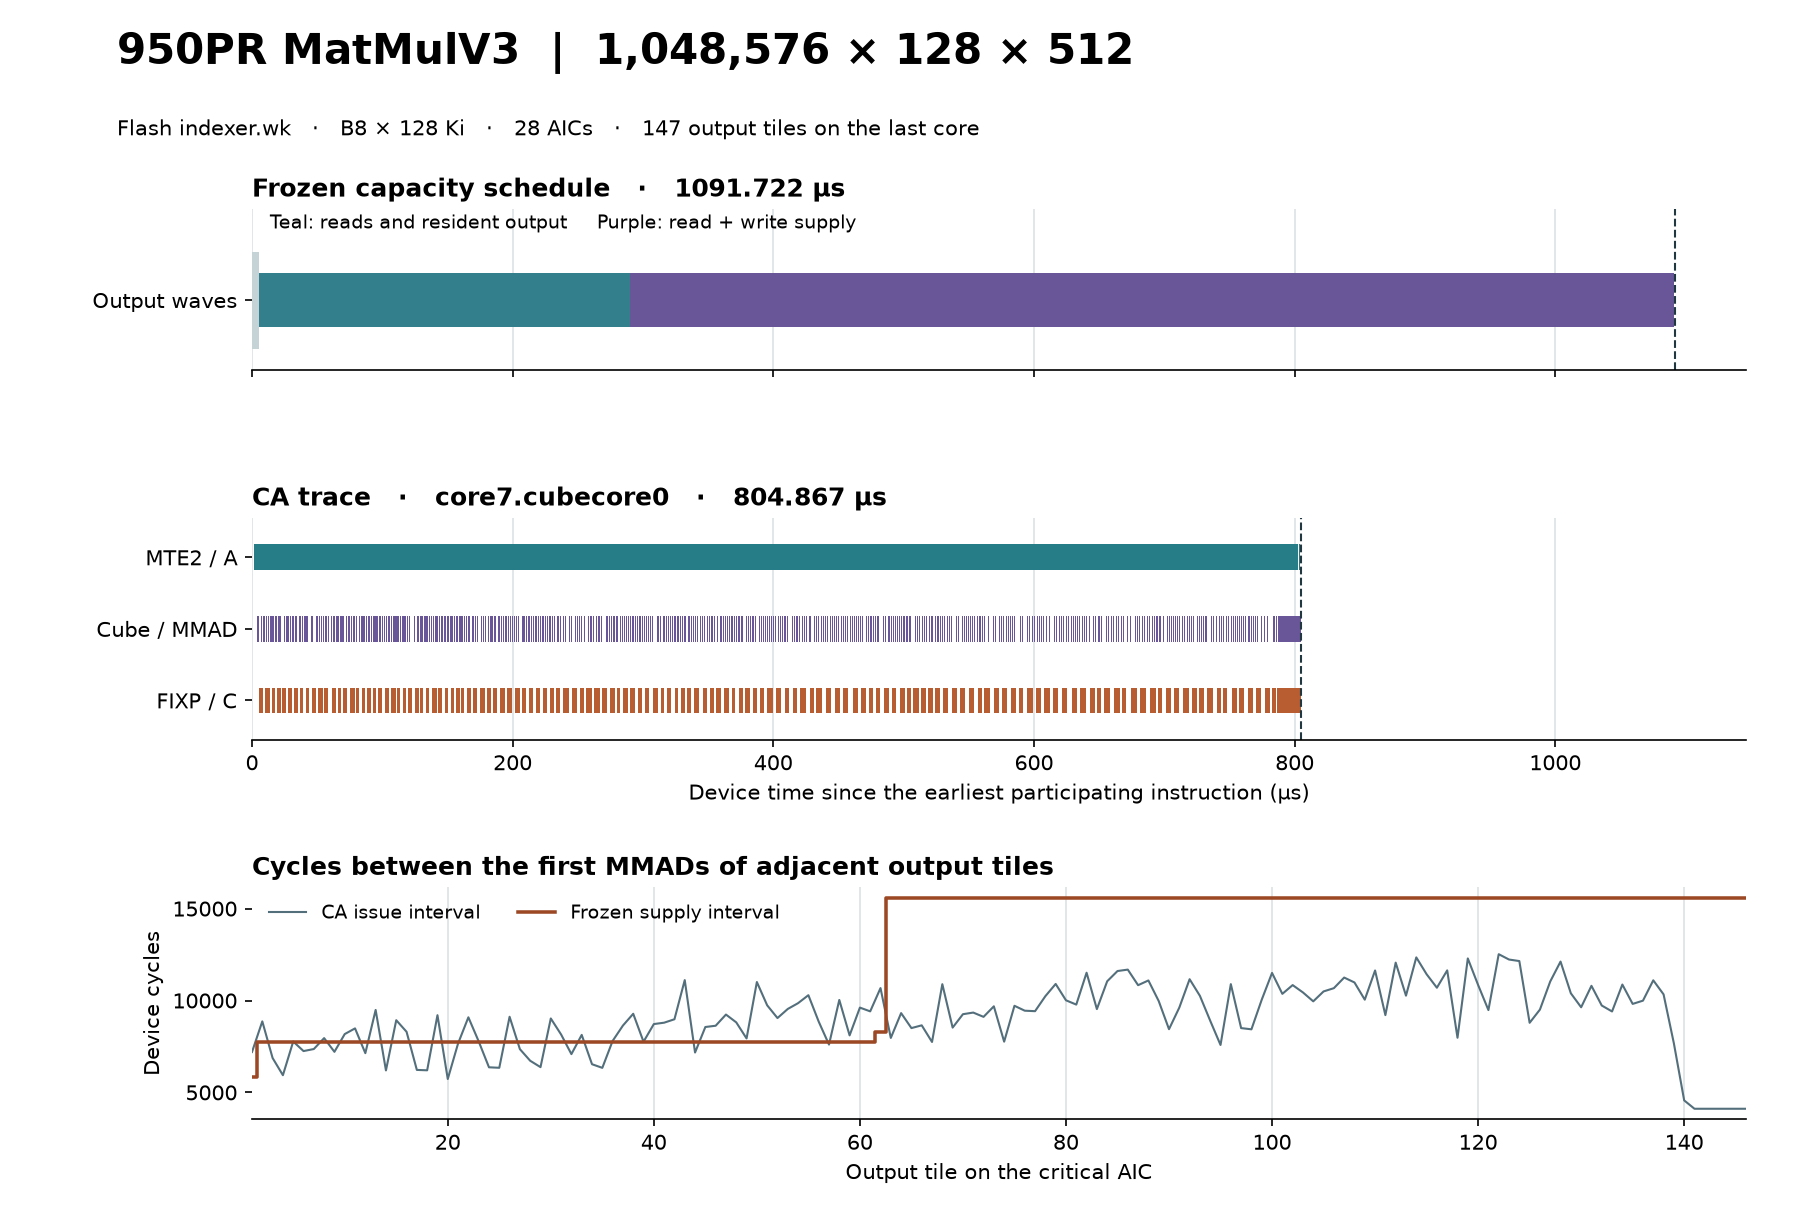 950PR MatMulV3 | 1,048,576 × 128 × 512
Flash indexer.wk · B8 × 128 Ki · 28 AICs · 147 output tiles on the last core
Frozen capacity schedule · 1091.722 µs
Teal: reads and resident output Purple: read + write supply
Output waves
CA trace · core7.cubecore0 · 804.867 µs
MTE2 / A
Cube / MMAD
FIXP / C
0 200 400 600 800 1000
Device time since the earliest participating instruction (µs)
Cycles between the first MMADs of adjacent output tiles
CA issue interval Frozen supply interval
Device cycles
15000
10000
5000
20 40 60 80 100 120 140
Output tile on the critical AIC